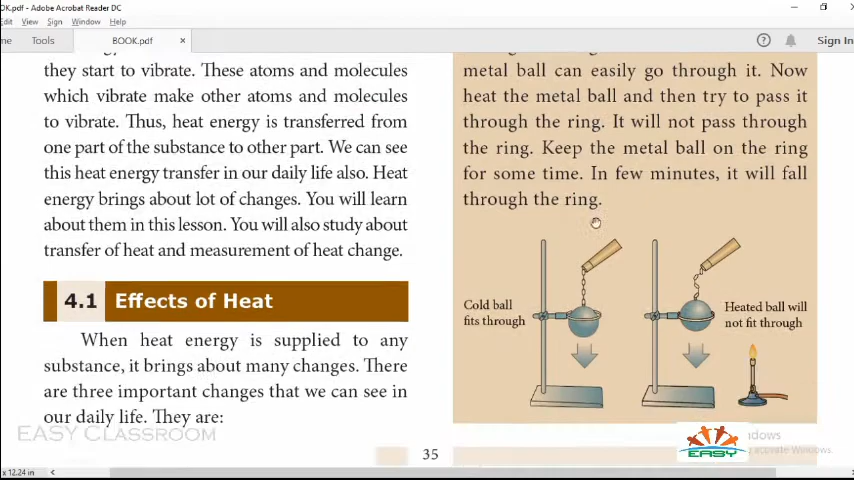 OK.pdf - Adobe Acrobat Reader DC
Edit View Sign Window Help
me Tools BOOK.pdf × Sign In
they start to vibrate. These atoms and molecules
which vibrate make other atoms and molecules
to vibrate. Thus, heat energy is transferred from
one part of the substance to other part. We can see
this heat energy transfer in our daily life also. Heat
energy brings about lot of changes. You will learn
about them in this lesson. You will also study about
transfer of heat and measurement of heat change.
4.1 Effects of Heat
When heat energy is supplied to any
substance, it brings about many changes. There
are three important changes that we can see in
our daily life. They are:
EASY CLASSROOM
metal ball can easily go through it. Now
heat the metal ball and then try to pass it
through the ring. It will not pass through
the ring. Keep the metal ball on the ring
for some time. In few minutes, it will fall
through the ring.
Cold ball
fits through
Heated ball will
not fit through
35
EASY
x 12.24 in